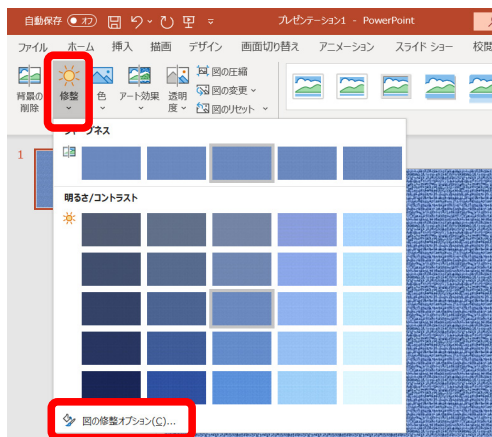 自動保存 オフ プレゼンテーション1 - PowerPoint
ファイル ホーム 挿入 描画 デザイン 画面切り替え アニメーション スライド ショー 校閲
背景の削除 修整 色 アート効果 透明度 図の圧縮
図の変更
図のリセット
シャープネス
1
明るさ/コントラスト
図の修整オプション(C)...